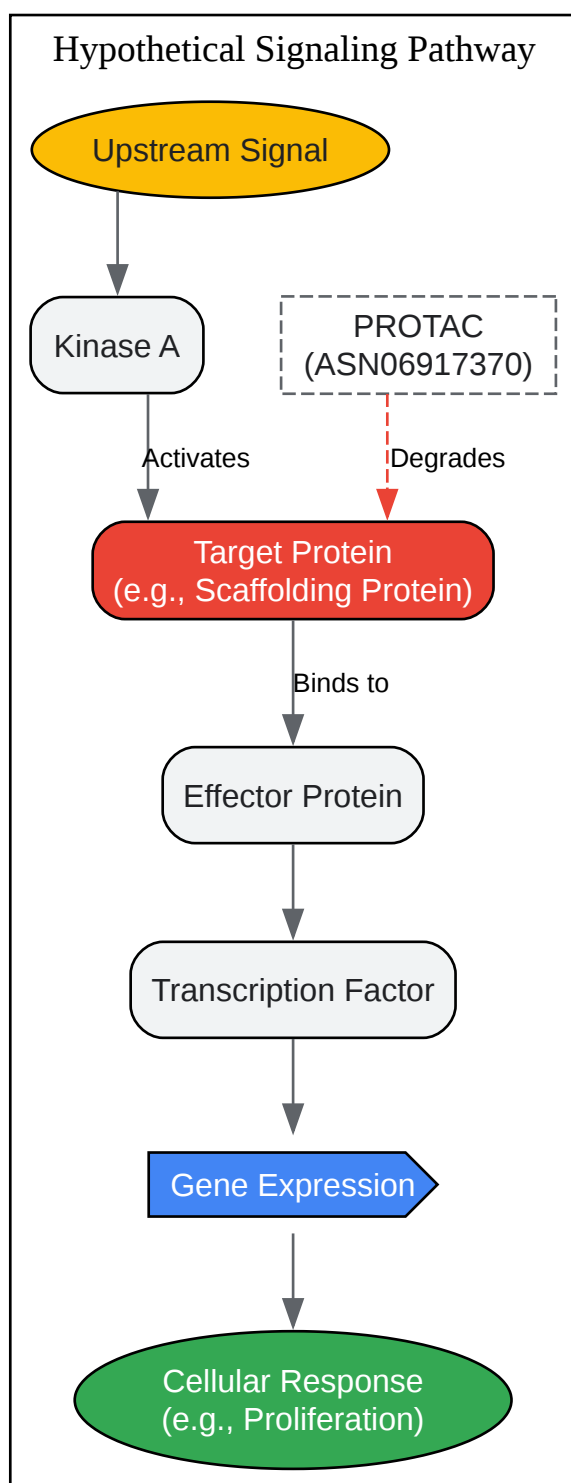 Hypothetical Signaling Pathway
Upstream Signal
Kinase A
PROTAC
(ASN06917370)
Activates
Degrades
Target Protein
(e.g., Scaffolding Protein)
Binds to
Effector Protein
Transcription Factor
Gene Expression
Cellular Response
(e.g., Proliferation)